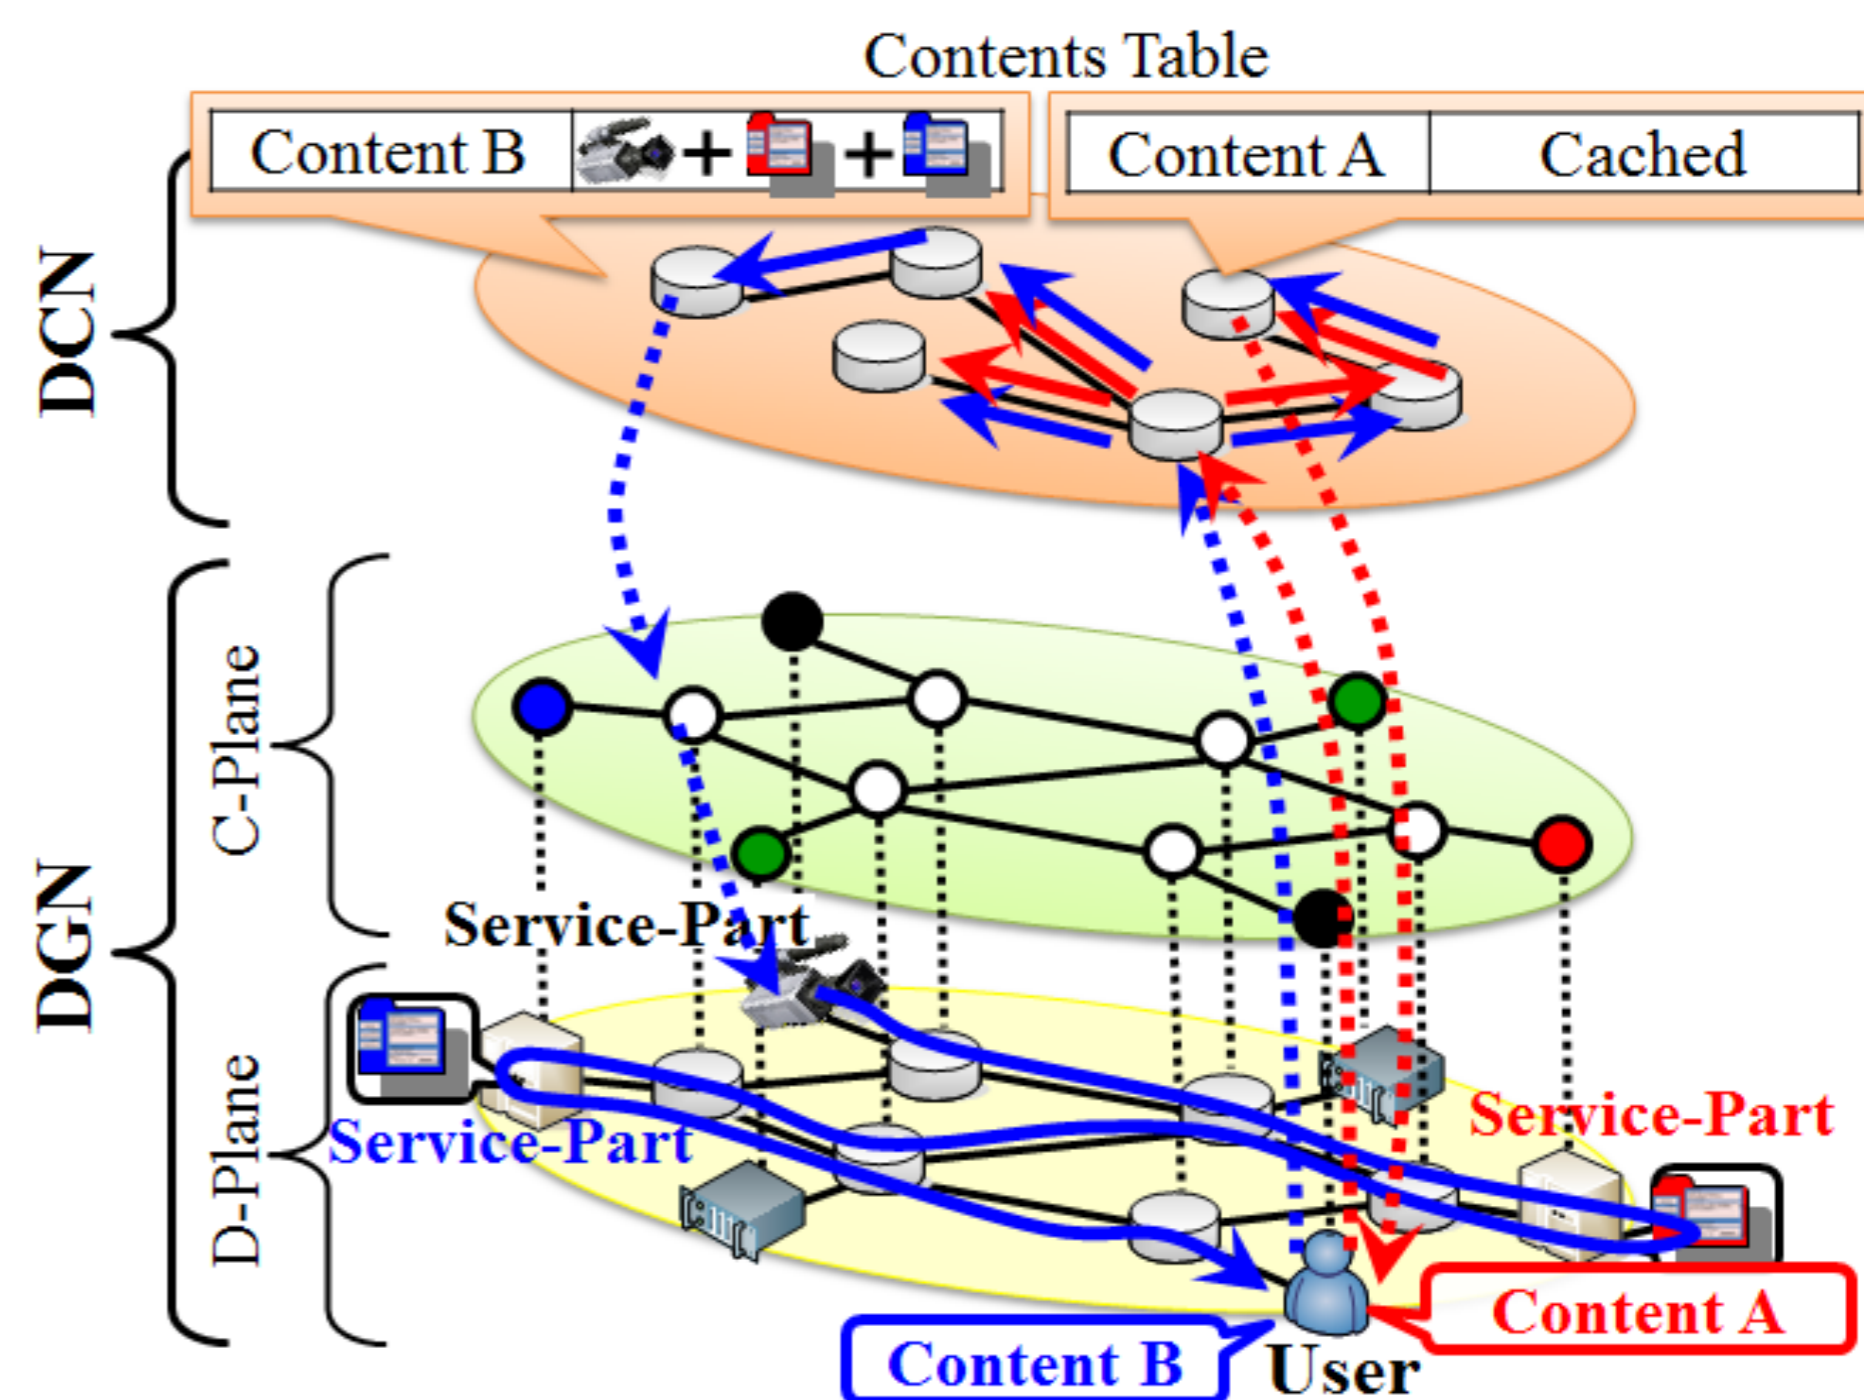 Contents Table
Content B
+
+
Content A
Cached
DCN
DGN
C-Plane
D-Plane
Service-Part
Service-Part
Service-Part
Content A
Content B
User